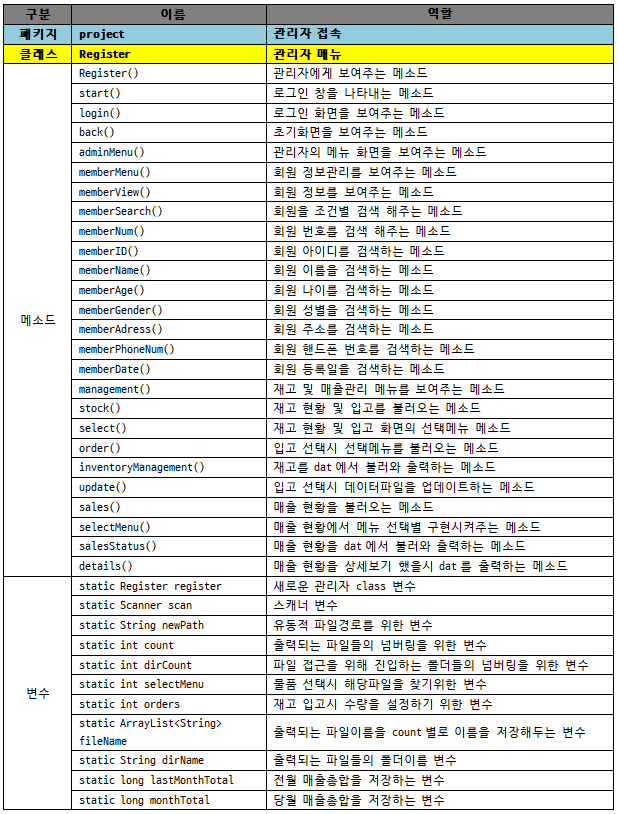 구분 이름 역할
패키지 project 관리자 접속
클래스 Register 관리자 메뉴
Register() 관리자에게 보여주는 메소드
start() 로그인 창을 나타내는 메소드
login() 로그인 화면을 보여주는 메소드
back() 초기화면을 보여주는 메소드
adminMenu() 관리자의 메뉴 화면을 보여주는 메소드
memberMenu() 회원 정보관리를 보여주는 메소드
memberView() 회원 정보를 보여주는 메소드
memberSearch() 회원을 조건별 검색 해주는 메소드
memberNum() 회원 번호를 검색 해주는 메소드
memberID() 회원 아이디를 검색하는 메소드
memberName() 회원 이름을 검색하는 메소드
memberAge() 회원 나이를 검색하는 메소드
memberGender() 회원 성별을 검색하는 메소드
메소드 memberAdress() 회원 주소를 검색하는 메소드
memberPhoneNum() 회원 핸드폰 번호를 검색하는 메소드
memberDate() 회원 등록일을 검색하는 메소드
management() 재고 및 매출관리 메뉴를 보여주는 메소드
stock() 재고 현황 및 입고를 불러오는 메소드
select() 재고 현황 및 입고 화면의 선택메뉴 메소드
order() 입고 선택시 선택메뉴를 불러오는 메소드
inventoryManagement() 재고를 dat에서 불러와 출력하는 메소드
update() 입고 선택시 데이터파일을 업데이트하는 메소드
sales() 매출 현황을 불러오는 메소드
selectMenu() 매출 현황에서 메뉴 선택별 구현시켜주는 메소드
salesStatus() 매출 현황을 dat에서 불러와 출력하는 메소드
details() 매출 현황을 상세보기 했을시 dat를 출력하는 메소드
static Register register 새로운 관리자 class 변수
static Scanner scan 스캐너 변수
static String newPath 유동적 파일경로를 위한 변수
static int count 출력되는 파일들의 넘버링을 위한 변수
static int dirCount 파일 접근을 위해 진입하는 폴더들의 넘버링을 위한 변수
변수 static int selectMenu 물품 선택시 해당파일을 찾기위한 변수
static int orders 재고 입고시 수량을 설정하기 위한 변수
static ArrayList<String>
fileName 출력되는 파일이름을 count별로 이름을 저장해두는 변수
static String dirName 출력되는 파일들의 폴더이름 변수
static long lastMonthTotal 전월 매출총합을 저장하는 변수
static long monthTotal 당월 매출총합을 저장하는 변수